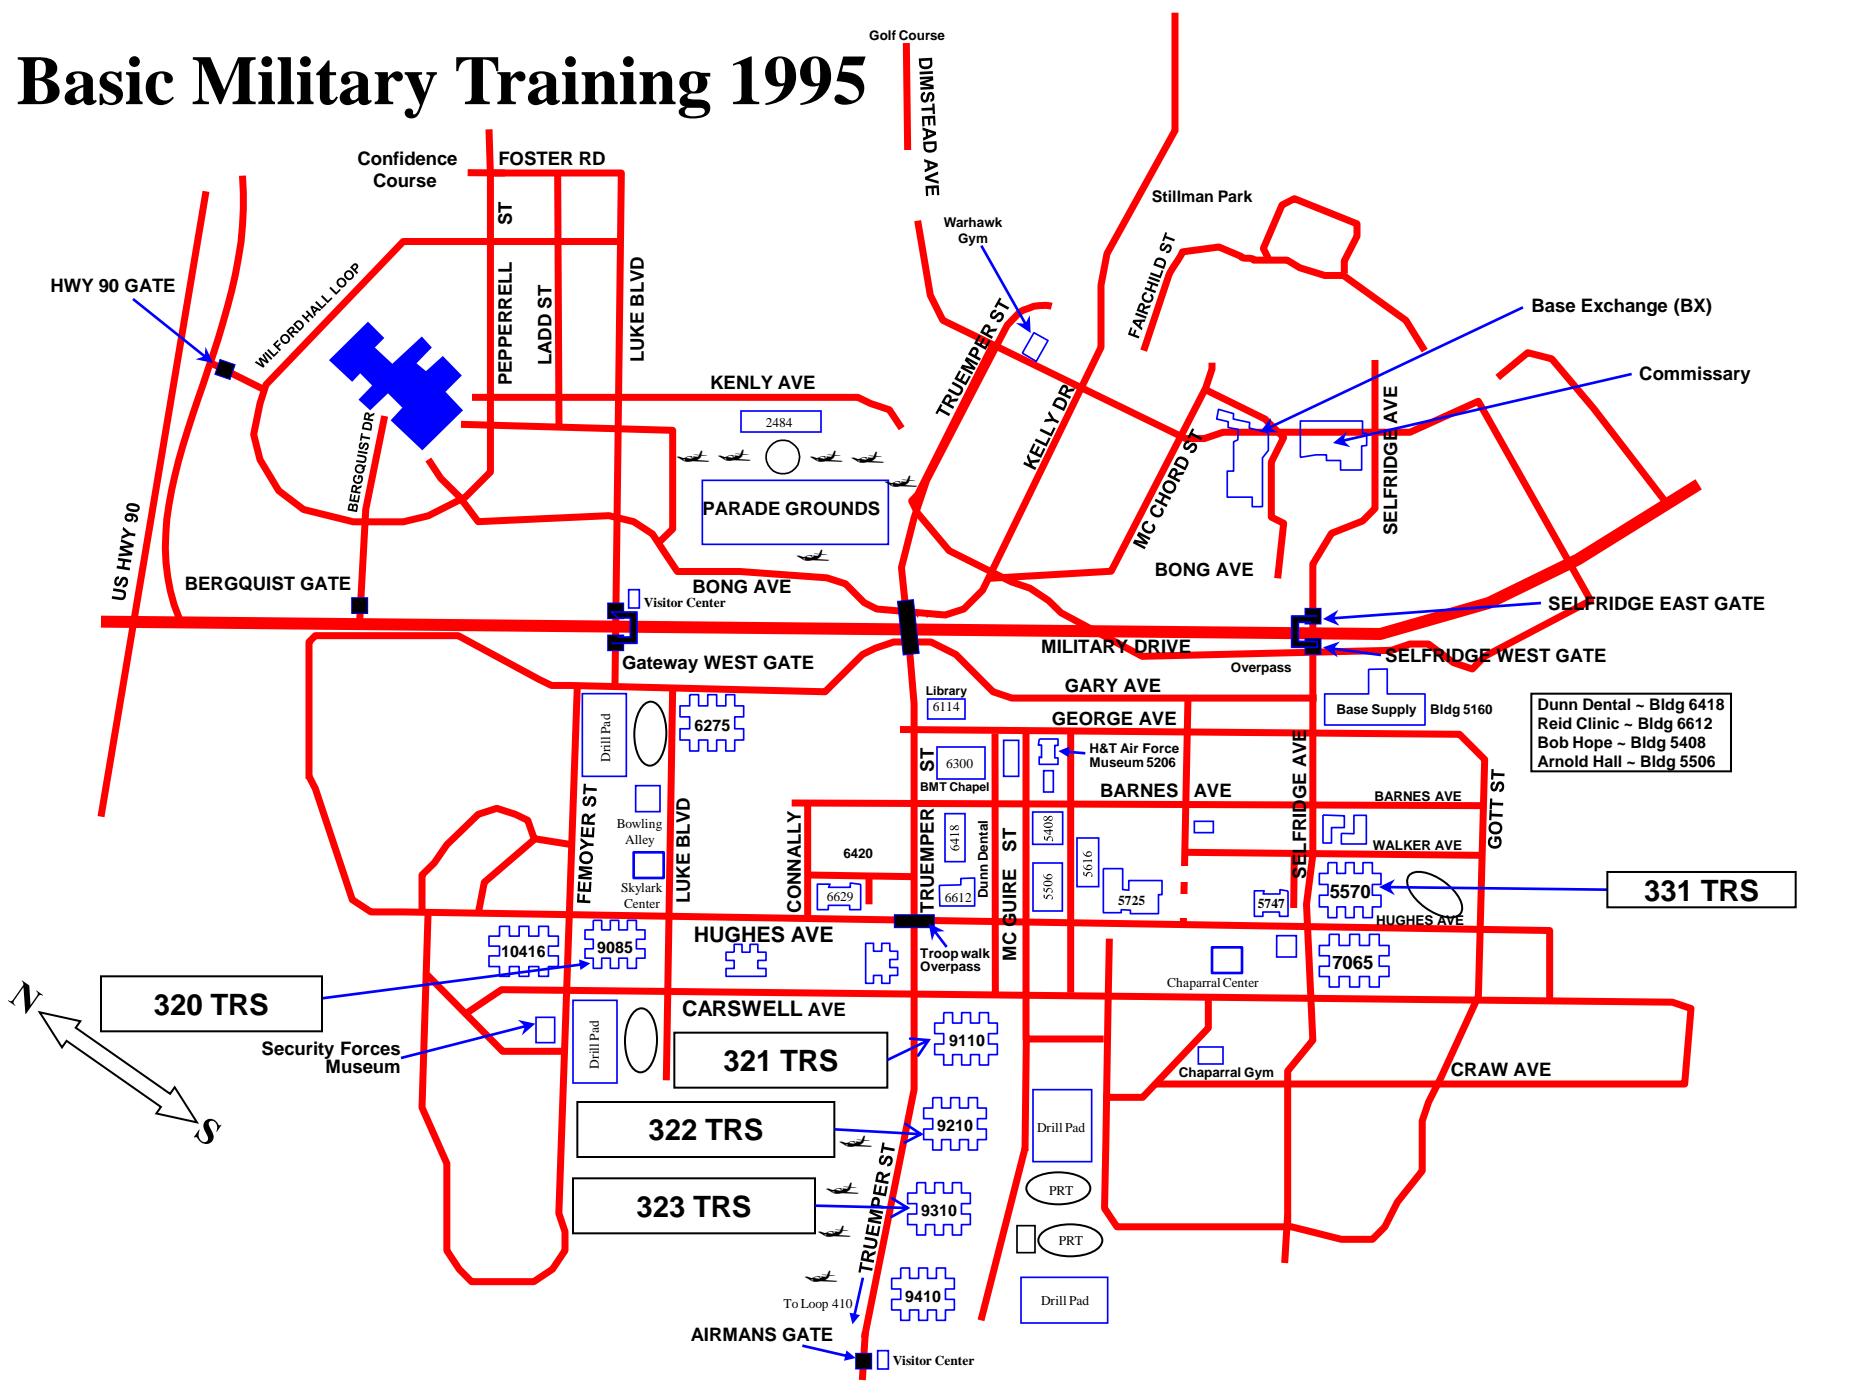 Basic Military Training 1995
Golf Course
DIMSTEAD AVE
Confidence
Course
FOSTER RD
ST
PEPPERRELL
LADD ST
LUKE BLVD
Stillman Park
Warhawk
Gym
FAIRCHILD ST
HWY 90 GATE
WILFORD HALL LOOP
Base Exchange (BX)
TRUEMPER ST
KENLY AVE
KELLY DR
Commissary
2484
BERGQUIST DR
MC CHORD ST
SELFRIDGE AVE
PARADE GROUNDS
US HWY 90
BERGQUIST GATE
BONG AVE
BONG AVE
Visitor Center
SELFRIDGE EAST GATE
MILITARY DRIVE
Gateway WEST GATE
Overpass
SELFRIDGE WEST GATE
GARY AVE
Library
6114
Base Supply
Bldg 5160
Dunn Dental ~ Bldg 6418
Reid Clinic ~ Bldg 6612
Bob Hope ~ Bldg 5408
Arnold Hall ~ Bldg 5506
Drill Pad
6275
GEORGE AVE
ST
6300
BMT Chapel
H&T Air Force
Museum 5206
SELFRIDGE AVE
GOTT ST
BARNES AVE
BARNES AVE
FEMOYER ST
LUKE BLVD
Bowling
Alley
CONNALLY
TRUEMPER
6418
Dunn Dental
ST
MC GUIRE
5408
5616
6420
WALKER AVE
Skylark
Center
6629
6612
5506
5725
5747
5570
331 TRS
HUGHES AVE
HUGHES AVE
10416
9085
Troop walk
Overpass
7065
Chaparral Center
320 TRS
N
S
CARSWELL AVE
Security Forces
Museum
Drill Pad
321 TRS
9110
Chaparral Gym
CRAW AVE
322 TRS
9210
Drill Pad
TRUEMPER ST
323 TRS
9310
PRT
PRT
To Loop 410
9410
Drill Pad
AIRMANS GATE
Visitor Center